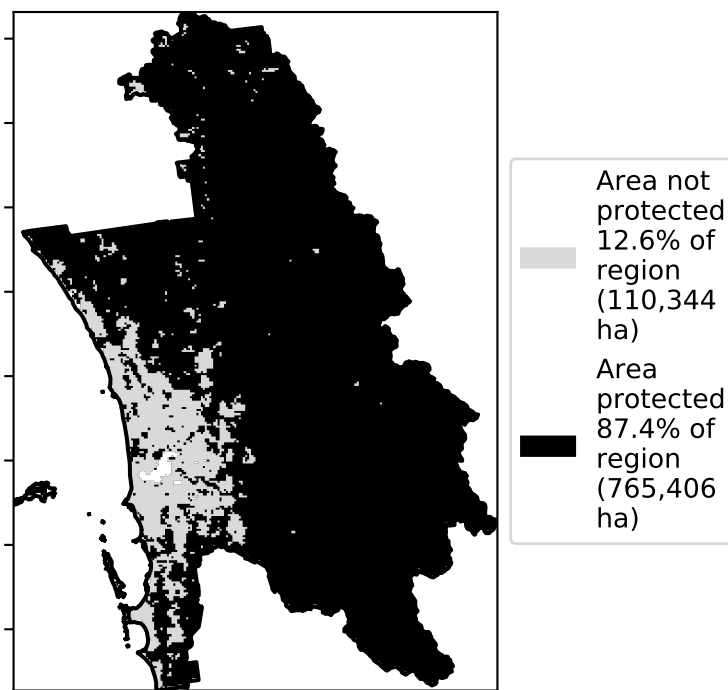 Area not
protected
12.6% of
region
(110,344
ha)
Area
protected
87.4% of
region
(765,406
ha)